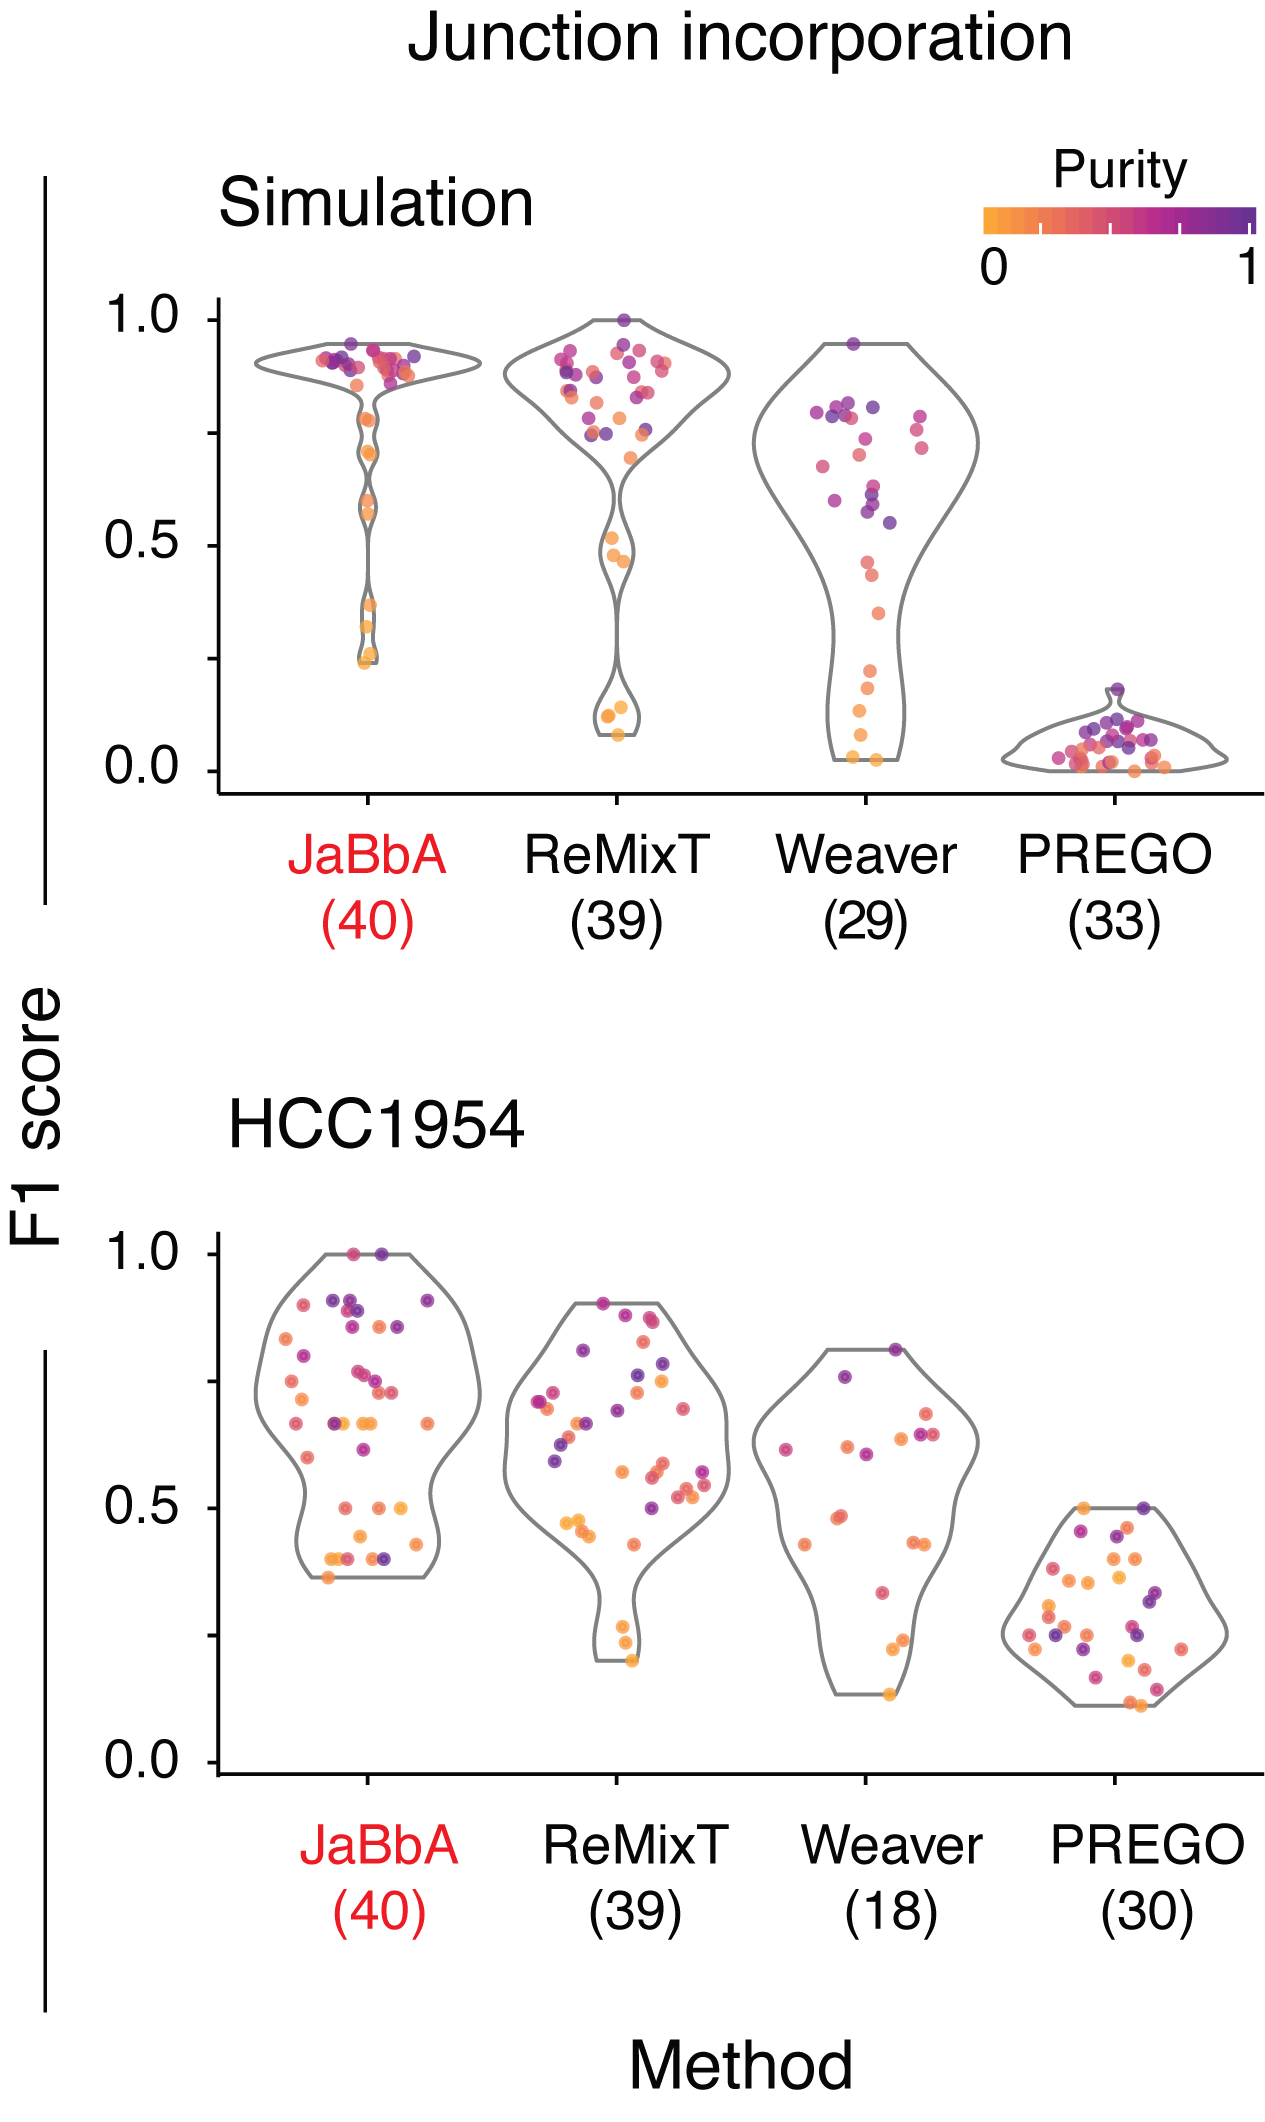 Junction incorporation
Purity
0 1
Simulation
1.0
0.5
0.0
JaBbA ReMixT Weaver PREGO
(40) (39) (29) (33)
F1 score
HCC1954
1.0
0.5
0.0
JaBbA ReMixT Weaver PREGO
(40) (39) (18) (30)
Method